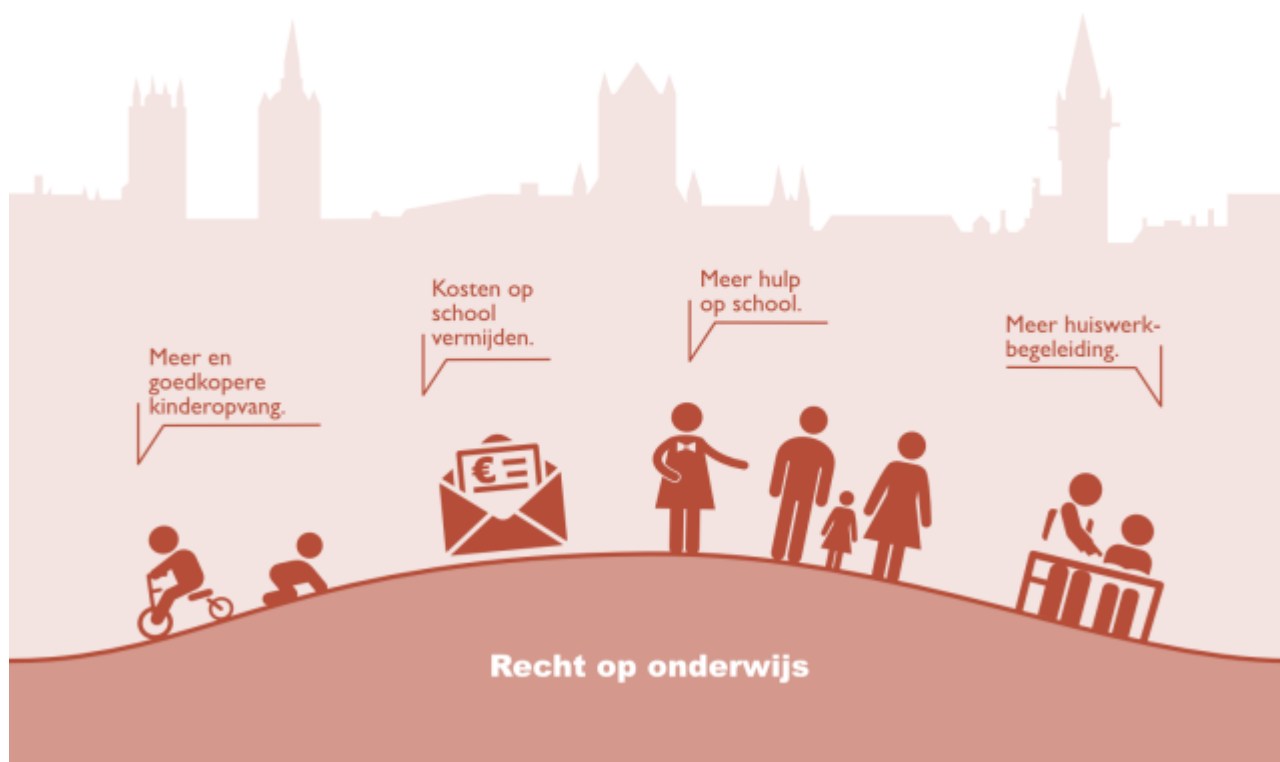 Meer en
goedkopere
kinderopvang.
Kosten op
school
vermijden.
Meer hulp
op school.
Meer huiswerk-
begeleiding.
€
Recht op onderwijs